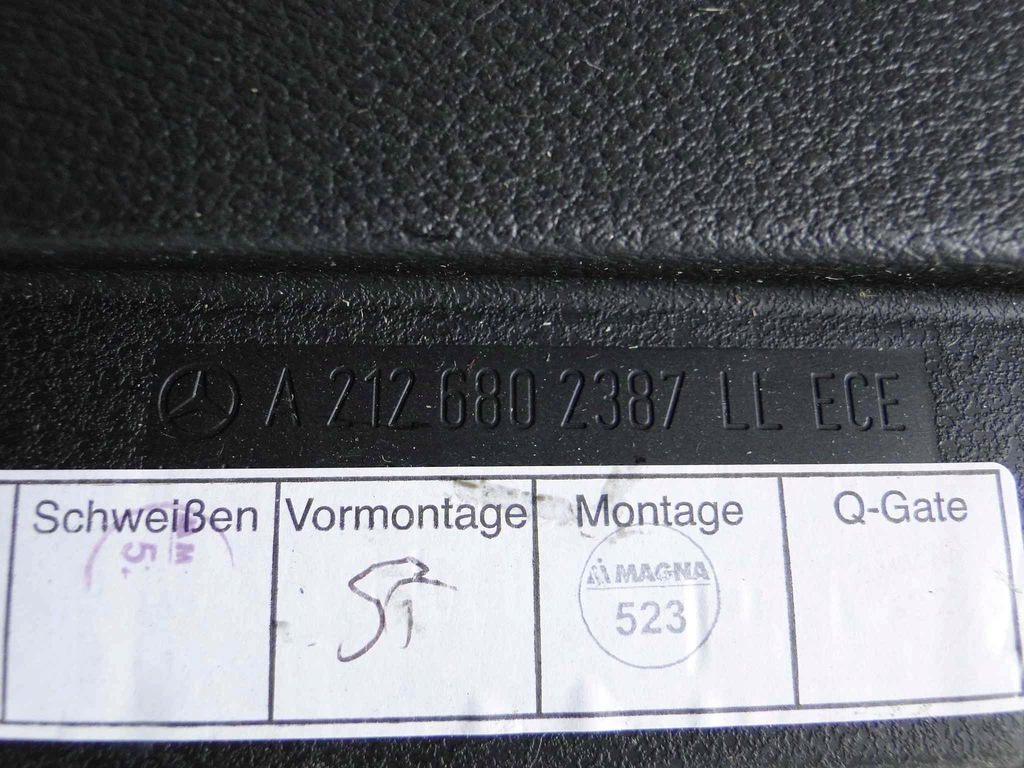 A 212 680 2387 LL ECE
Schweißen Vormontage Montage Q-Gate
MAGNA
523